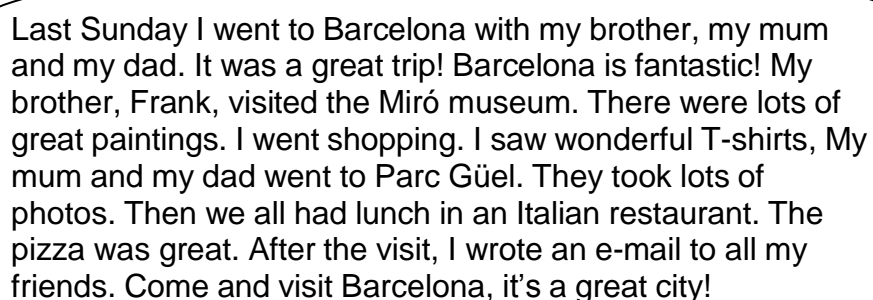 Last Sunday I went to Barcelona with my brother, my mum
and my dad. It was a great trip! Barcelona is fantastic! My
brother, Frank, visited the Miró museum. There were lots of
great paintings. I went shopping. I saw wonderful T-shirts, My
mum and my dad went to Parc Güel. They took lots of
photos. Then we all had lunch in an Italian restaurant. The
pizza was great. After the visit, I wrote an e-mail to all my
friends. Come and visit Barcelona, it's a great city!